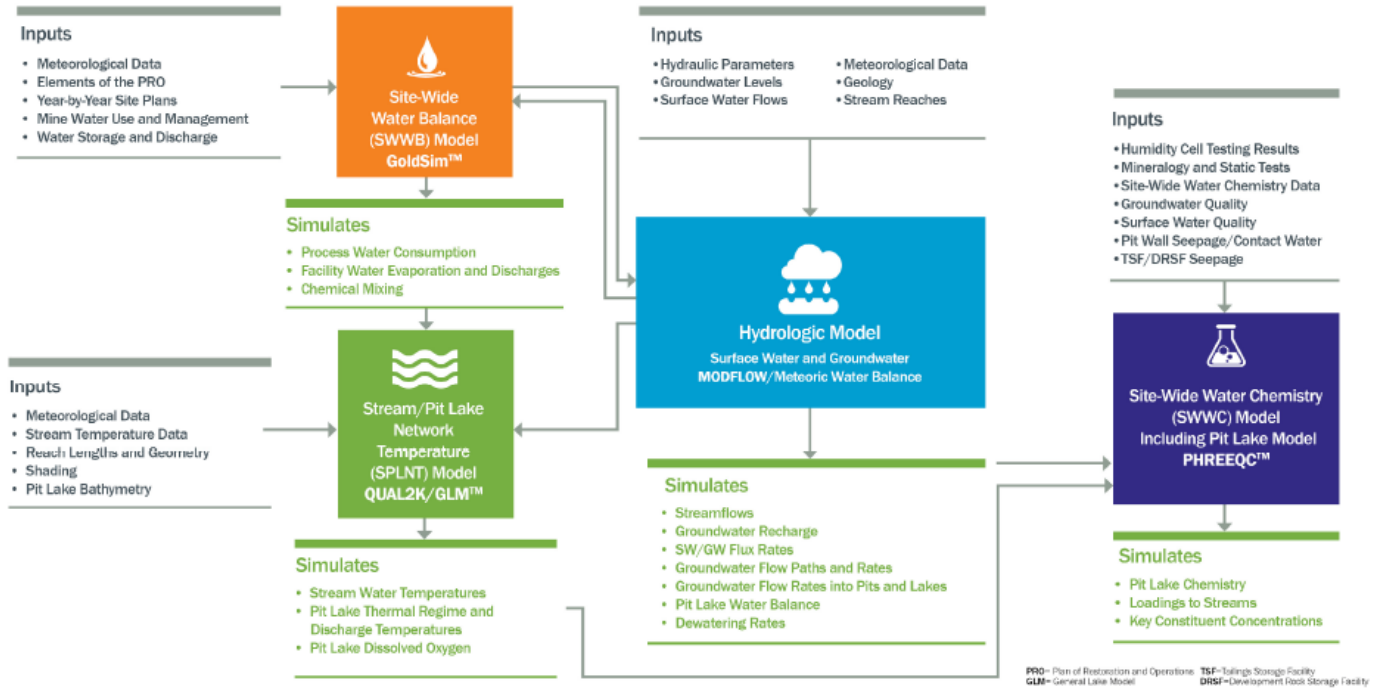 Inputs
• Meteorological Data
• Elements of the PRO
• Year-by-Year Site Plans
• Mine Water Use and Management
• Water Storage and Discharge
Site-Wide
Water Balance
(SWWB) Model
GoldSim™
Simulates
• Process Water Consumption
• Facility Water Evaporation and Discharges
• Chemical Mixing
Inputs
• Meteorological Data
• Stream Temperature Data
• Reach Lengths and Geometry
• Shading
• Pit Lake Bathymetry
Stream/Pit Lake
Network
Temperature
(SPLNT) Model
QUAL2K/GLM™
Simulates
• Stream Water Temperatures
• Pit Lake Thermal Regime and
Discharge Temperatures
• Pit Lake Dissolved Oxygen
Inputs
•Hydraulic Parameters
•Groundwater Levels
•Surface Water Flows
•Meteorological Data
•Geology
•Stream Reaches
Hydrologic Model
Surface Water and Groundwater
MODFLOW/Meteoric Water Balance
Simulates
• Streamflows
• Groundwater Recharge
• SW/GW Flux Rates
• Groundwater Flow Paths and Rates
• Groundwater Flow Rates into Pits and Lakes
• Pit Lake Water Balance
• Dewatering Rates
Inputs
•Humidity Cell Testing Results
•Mineralogy and Static Tests
•Site-Wide Water Chemistry Data
•Groundwater Quality
•Surface Water Quality
•Pit Wall Seepage/Contact Water
•TSF/DRSF Seepage
Site-Wide Water Chemistry
(SWWC) Model
Including Pit Lake Model
PHREEQC™
Simulates
• Pit Lake Chemistry
• Loadings to Streams
• Key Constituent Concentrations
PRO= Plan of Restoration and Operations TSF=Tailings Storage Facility
GLM= General Lake Model DRSF=Development Rock Storage Facility